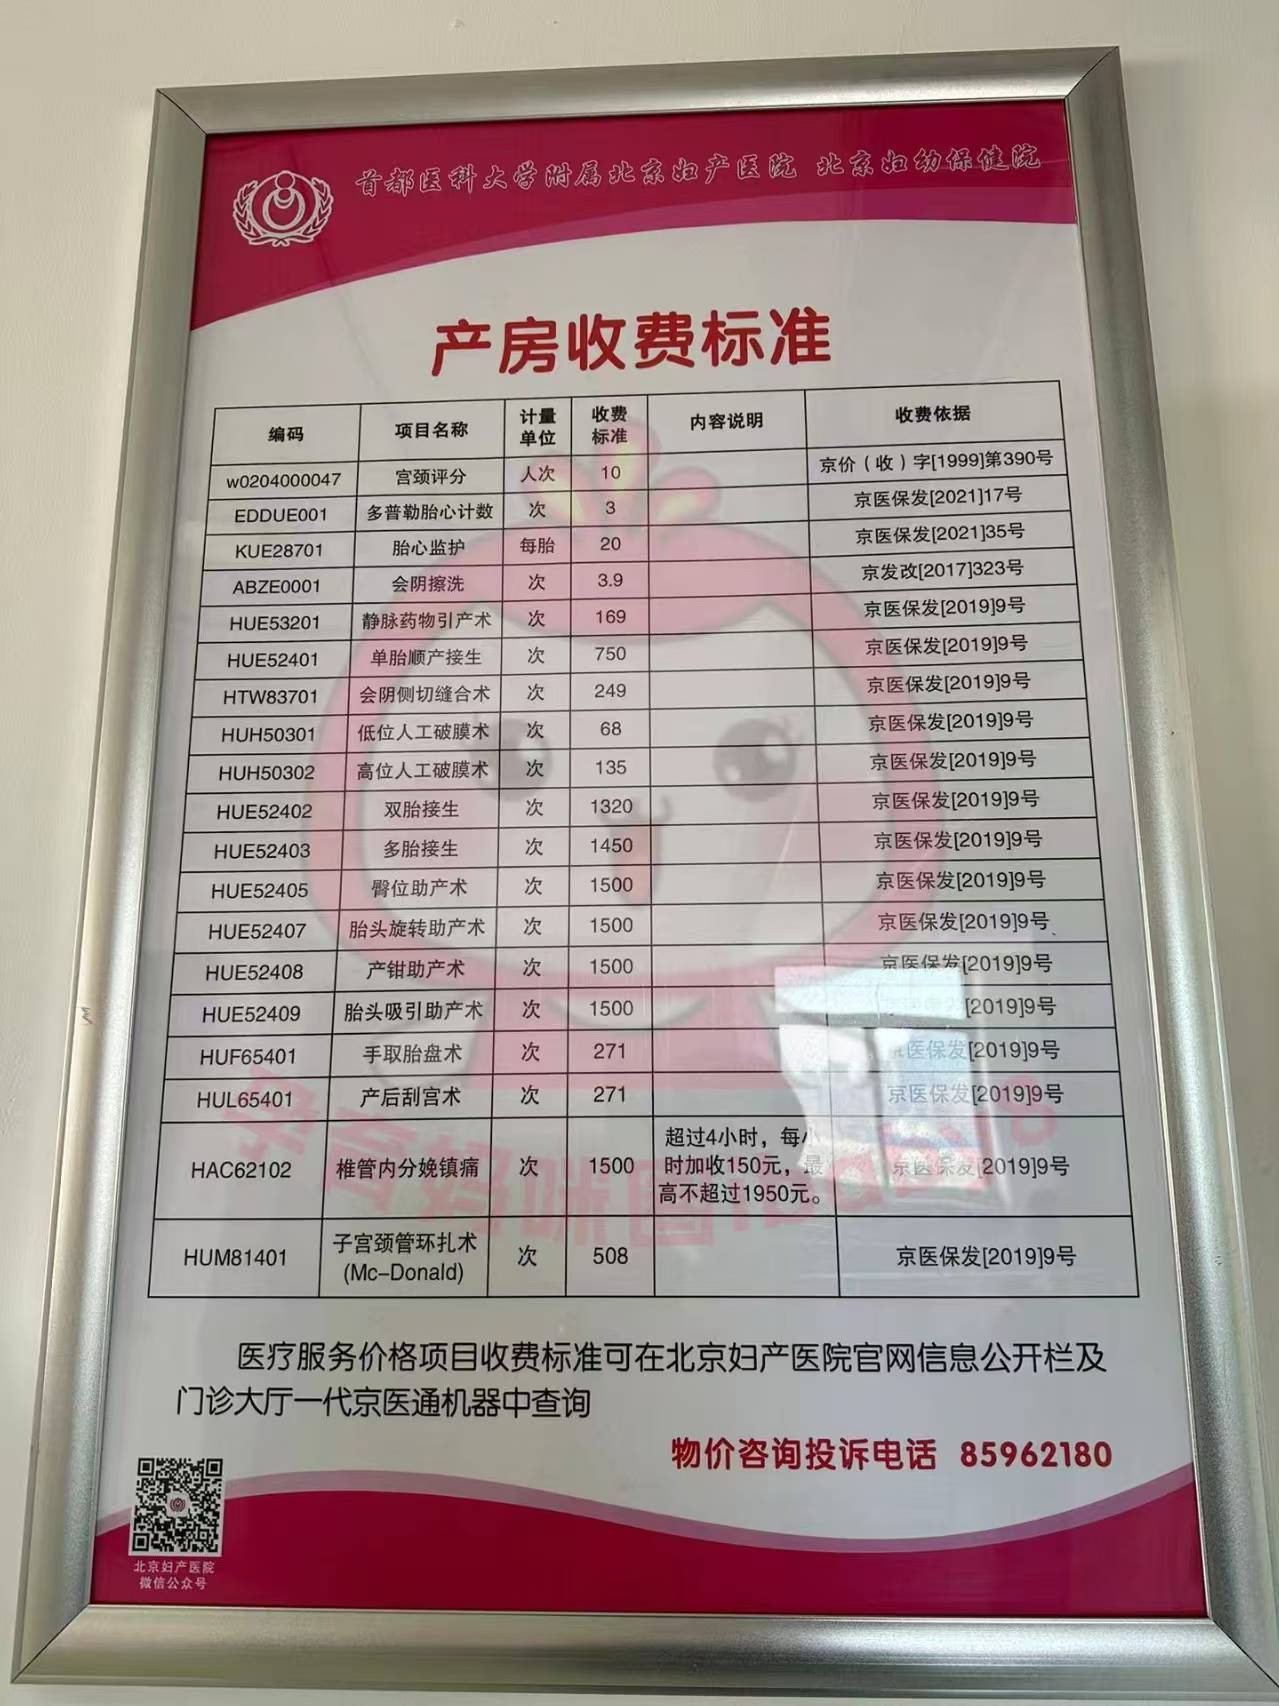 首都医科大学附属北京妇产医院 北京妇幼保健院
产房收费标准
编码 项目名称 计量单位 收费标准 内容说明 收费依据
w0204000047 宫颈评分 人次 10 京价（收）字[1999]第390号
EDDUE001 多普勒胎心计数 次 3 京医保发[2021]17号
KUE28701 胎心监护 每胎 20 京医保发[2021]35号
ABZE0001 会阴擦洗 次 3.9 京发改[2017]323号
HUE53201 静脉药物引产术 次 169 京医保发[2019]9号
HUE52401 单胎顺产接生 次 750 京医保发[2019]9号
HTW83701 会阴侧切缝合术 次 249 京医保发[2019]9号
HUH50301 低位人工破膜术 次 68 京医保发[2019]9号
HUH50302 高位人工破膜术 次 135 京医保发[2019]9号
HUE52402 双胎接生 次 1320 京医保发[2019]9号
HUE52403 多胎接生 次 1450 京医保发[2019]9号
HUE52405 臀位助产术 次 1500 京医保发[2019]9号
HUE52407 胎头旋转助产术 次 1500 京医保发[2019]9号
HUE52408 产钳助产术 次 1500 京医保发[2019]9号
HUE52409 胎头吸引助产术 次 1500 [2019]9号
HUF65401 手取胎盘术 次 271 京医保发[2019]9号
HUL65401 产后刮宫术 次 271 京医保发[2019]9号
HAC62102 椎管内分娩镇痛 次 1500 超过4小时，每小时加收150元，最高不超过1950元。 京医保发[2019]9号
HUM81401 子宫颈管环扎术(Mc-Donald) 次 508 京医保发[2019]9号
医疗服务价格项目收费标准可在北京妇产医院官网信息公开栏及
门诊大厅一代京医通机器中查询
物价咨询投诉电话 85962180
北京妇产医院
微信公众号